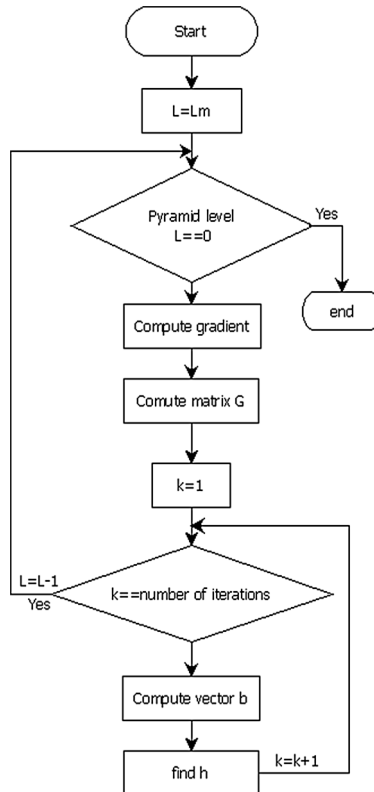 Start
L=Lm
Pyramid level
L==0
Yes
end
Compute gradient
Comute matrix G
k=1
L=L-1
Yes
k==number of iterations
Compute vector b
find h
k=k+1